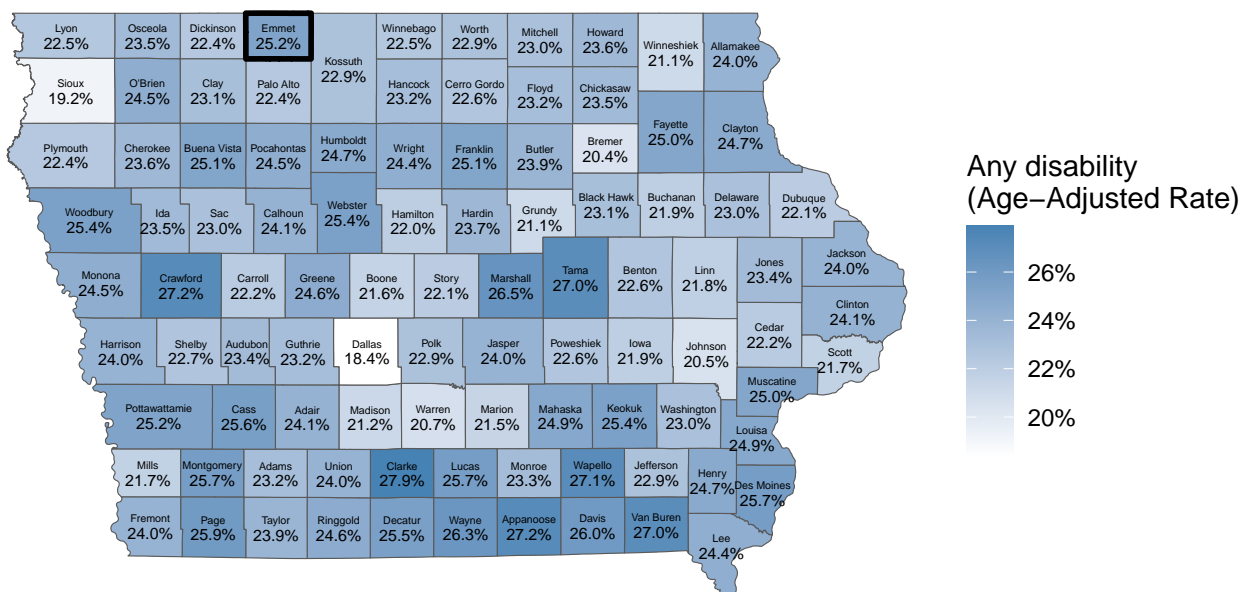 Lyon
22.5%
Osceola
23.5%
Dickinson
22.4%
Emmet
25.2%
Kossuth
22.9%
Winnebago
22.5%
Worth
22.9%
Mitchell
23.0%
Howard
23.6%
Winneshiek
21.1%
Allamakee
24.0%
Sioux
19.2%
O'Brien
24.5%
Clay
23.1%
Palo Alto
22.4%
Hancock
23.2%
Cerro Gordo
22.6%
Floyd
23.2%
Chickasaw
23.5%
Plymouth
22.4%
Cherokee
23.6%
Buena Vista
25.1%
Pocahontas
24.5%
Humboldt
24.7%
Wright
24.4%
Franklin
25.1%
Butler
23.9%
Bremer
20.4%
Fayette
25.0%
Clayton
24.7%
Woodbury
25.4%
Ida
23.5%
Sac
23.0%
Calhoun
24.1%
Webster
25.4%
Hamilton
22.0%
Hardin
23.7%
Grundy
21.1%
Black Hawk
23.1%
Buchanan
21.9%
Delaware
23.0%
Dubuque
22.1%
Monona
24.5%
Crawford
27.2%
Carroll
22.2%
Greene
24.6%
Boone
21.6%
Story
22.1%
Marshall
26.5%
Tama
27.0%
Benton
22.6%
Linn
21.8%
Jones
23.4%
Jackson
24.0%
Clinton
24.1%
Harrison
24.0%
Shelby
22.7%
Audubon
23.4%
Guthrie
23.2%
Dallas
18.4%
Polk
22.9%
Jasper
24.0%
Poweshiek
22.6%
Iowa
21.9%
Johnson
20.5%
Cedar
22.2%
Scott
21.7%
Muscatine
25.0%
Pottawattamie
25.2%
Cass
25.6%
Adair
24.1%
Madison
21.2%
Warren
20.7%
Marion
21.5%
Mahaska
24.9%
Keokuk
25.4%
Washington
23.0%
Louisa
24.9%
Mills
21.7%
Montgomery
25.7%
Adams
23.2%
Union
24.0%
Clarke
27.9%
Lucas
25.7%
Monroe
23.3%
Wapello
27.1%
Jefferson
22.9%
Henry
24.7%
Des Moines
25.7%
Fremont
24.0%
Page
25.9%
Taylor
23.9%
Ringgold
24.6%
Decatur
25.5%
Wayne
26.3%
Appanoose
27.2%
Davis
26.0%
Van Buren
27.0%
Lee
24.4%
Any disability
(Age−Adjusted Rate)
26%
24%
22%
20%